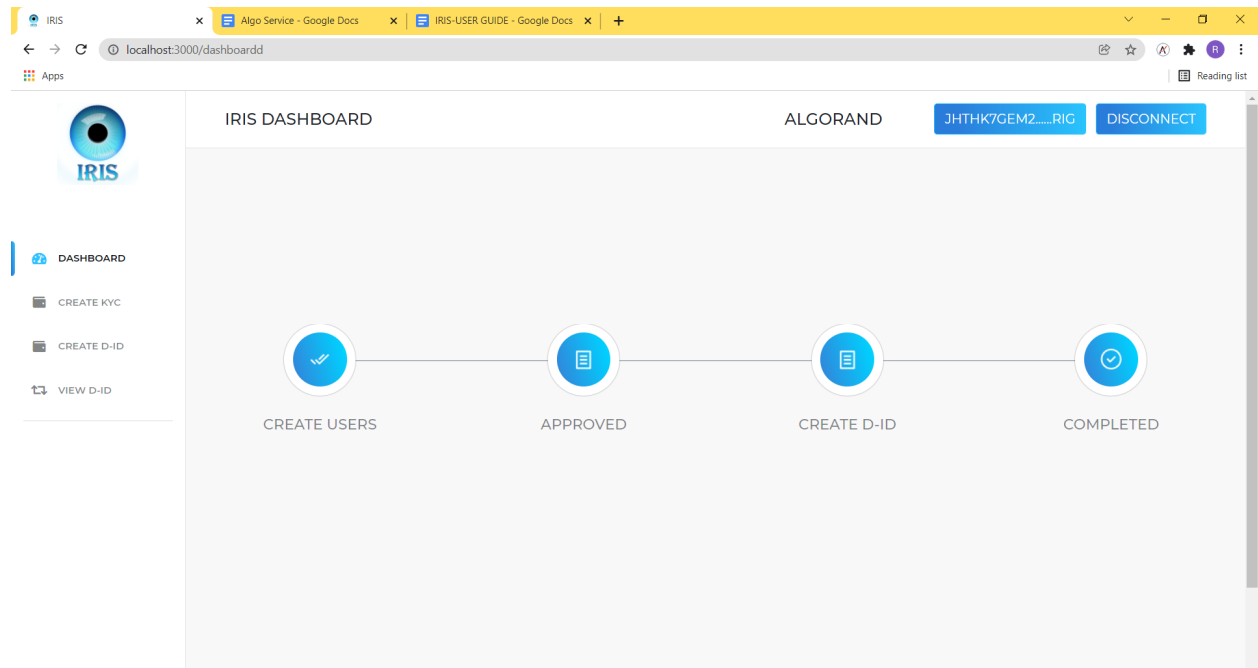 IRIS
Algo Service - Google Docs
IRIS-USER GUIDE - Google Docs
localhost:3000/dashboardd
R
Apps
Reading list
IRIS
IRIS DASHBOARD
ALGORAND
JHTHK7GEM2......RIG
DISCONNECT
DASHBOARD
CREATE KYC
CREATE D-ID
VIEW D-ID
CREATE USERS
APPROVED
CREATE D-ID
COMPLETED